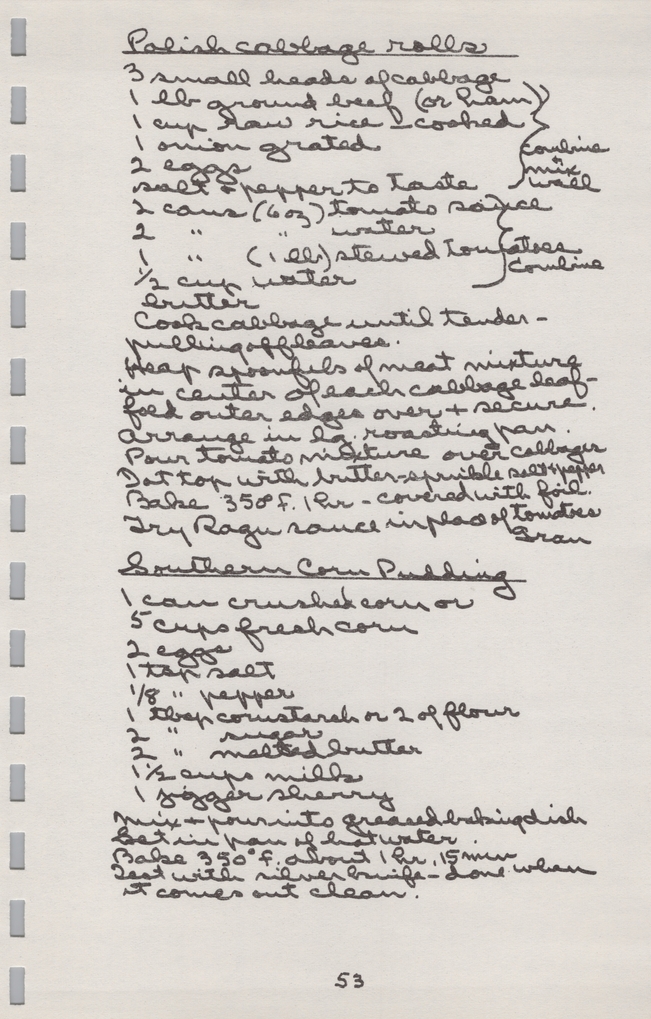 Polish cabbage rolls
3 small heads of cabbage
1 lb ground beef (or ham)
1 cup raw rice - cooked
1 onion grated
2 eggs
salt + pepper to taste
combine + mix well
2 cans (6 oz) tomato sauce
2 " " water
1 " (1 lb) stewed tomatoes
1/2 cup water
combine
butter
Cook cabbage until tender -
pulling off leaves.
Heap spoonfuls of meat mixture
in center of each cabbage leaf -
fold outer edges over + secure.
Arrange in lg. roasting pan.
Pour tomato mixture over cabbages
Dot top with butter - sprinkle salt + pepper
Bake 350° F. 1 hr - covered with foil.
Try Ragu sauce in place of tomatoes
Gran
Southern Corn Pudding
1 can crushed corn or
5 cups fresh corn
2 eggs
1 tsp salt
1/8 " pepper
1 tbsp cornstarch or 2 of flour
2 " sugar
2 " melted butter
1 1/2 cups milk
1 jigger sherry
Mix + pour into greased baking dish
Set in pan of hot water.
Bake 350° F. about 1 hr. 15 min
Test with silver knife - done when
it comes out clean.
53